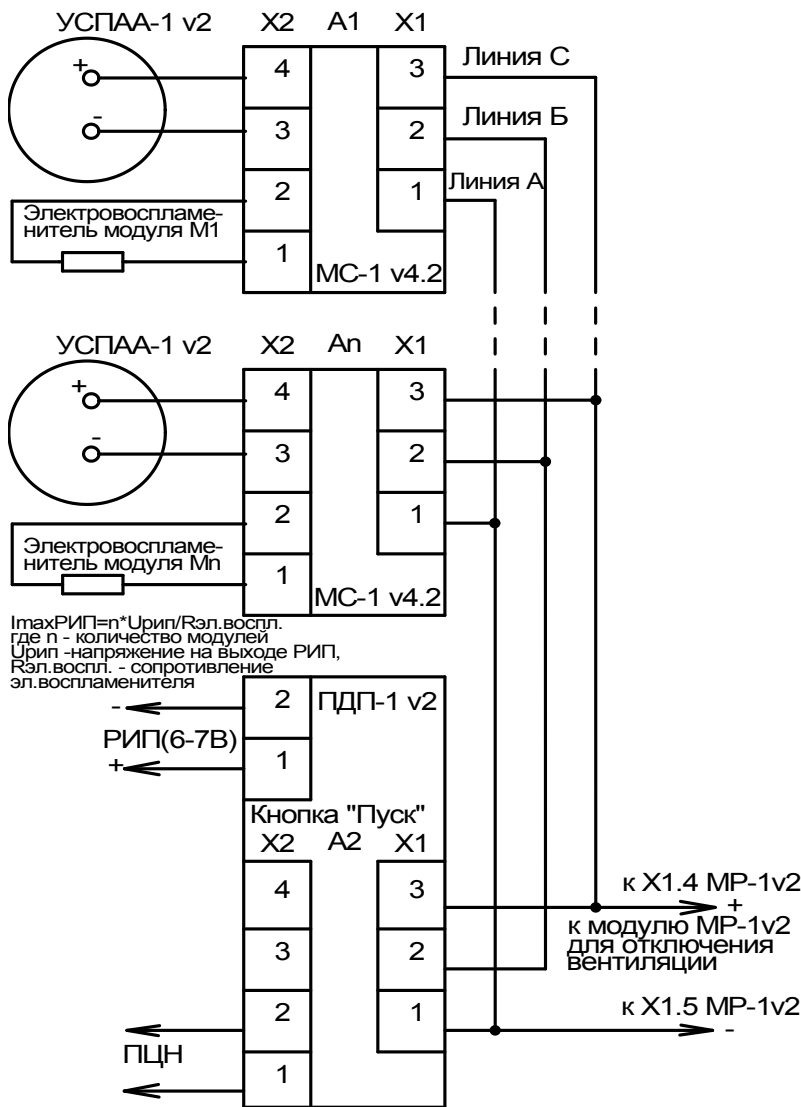 УСПАА-1 v2 X2 А1 X1
+ 4 3 Линия С
- 3 2 Линия Б
2 1 Линия А
Электровоспламе-
нитель модуля М1
1
МС-1 v4.2
УСПАА-1 v2 X2 Аn X1
+ 4 3
- 3 2
2 1
Электровоспламе-
нитель модуля Мn
1
МС-1 v4.2
ImaxРИП=n*Uрип/Rэл.воспл.
где n - количество модулей
Uрип -напряжение на выходе РИП,
Rэл.воспл. - сопротивление
эл.воспламенителя
- 2 ПДП-1 v2
РИП(6-7В)
+ 1
Кнопка "Пуск"
X2 А2 X1
4 3 к X1.4 МР-1v2
+
к модулю МР-1v2
для отключения
вентиляции
3 2
2 1 к X1.5 МР-1v2
-
ПЦН
1